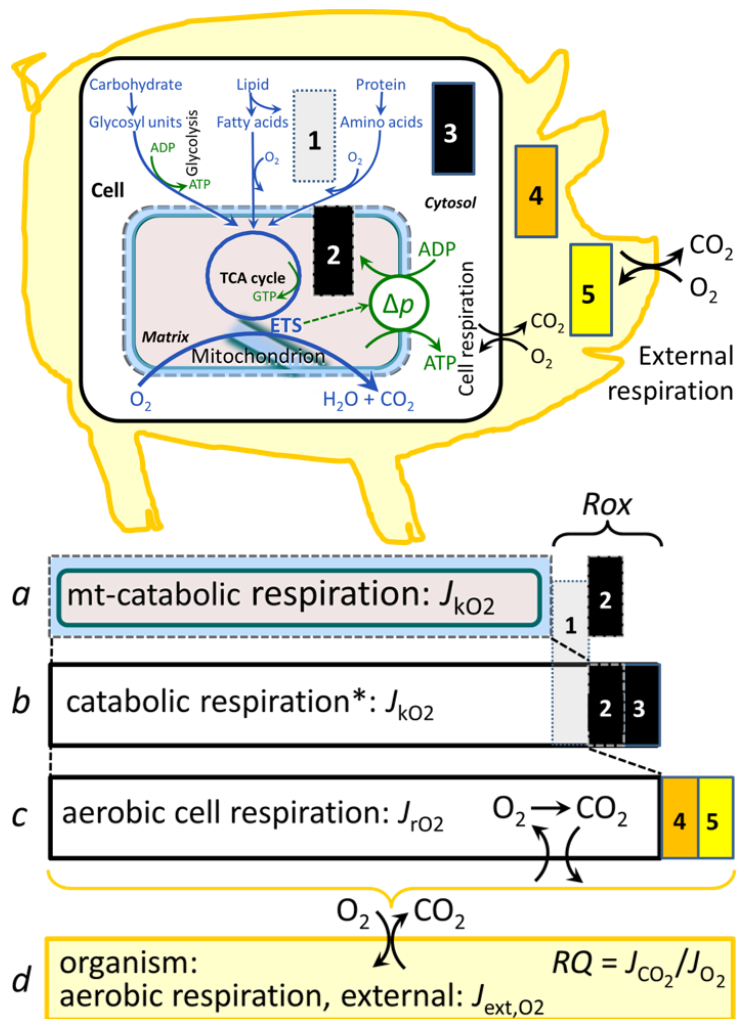 Carbohydrate
Lipid
Protein
Glycosyl units
Fatty acids
Amino acids
1
3
ADP
ATP
Glycolysis
O₂
O₂
Cell
Cytosol
4
2
TCA cycle
GTP
ADP
Δp
ATP
ETS
Matrix
Mitochondrion
O₂
H₂O + CO₂
Cell respiration
CO₂
O₂
5
CO₂
O₂
External
respiration
Rox
a
mt-catabolic respiration: JkO2
1
2
b
catabolic respiration*: JkO2
2
3
c
aerobic cell respiration: JrO2
O₂ → CO₂
4
5
O₂
CO₂
d
organism:
RQ = JCO₂/JO₂
aerobic respiration, external: Jext,O2